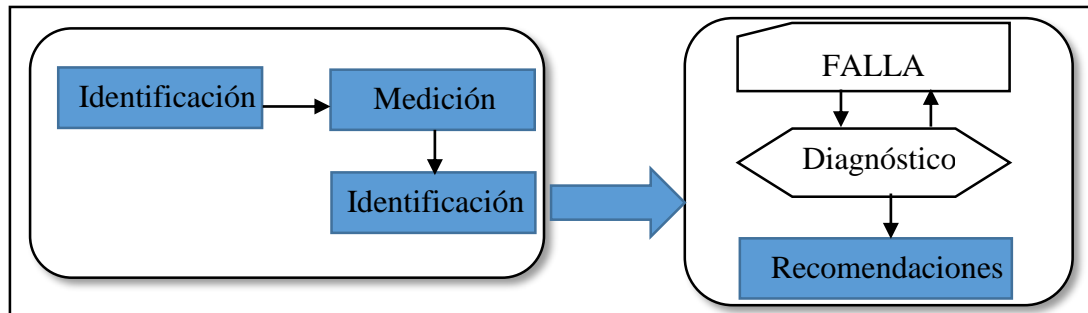 Identificación
Medición
Identificación
FALLA
Diagnóstico
Recomendaciones